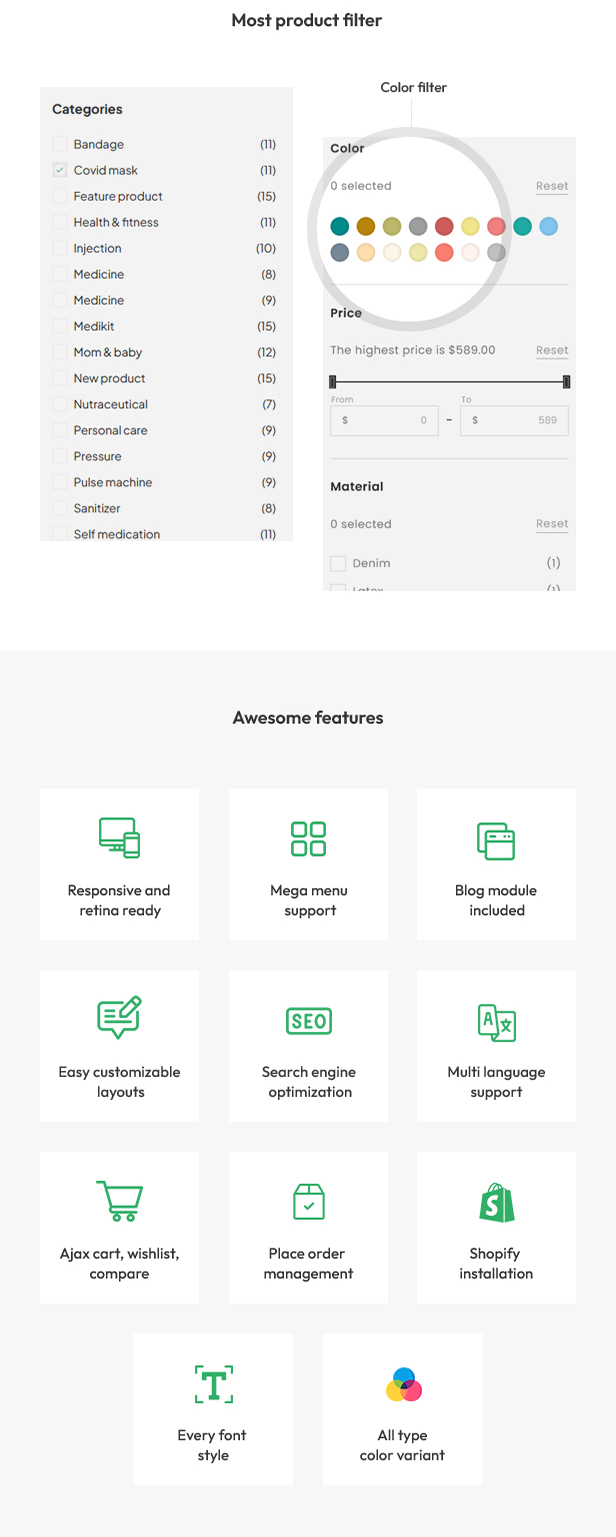 Most product filter
Categories
Bandage (11)
Covid mask (11)
Feature product (15)
Health & fitness (11)
Injection (10)
Medicine (8)
Medicine (9)
Medikit (15)
Mom & baby (12)
New product (15)
Nutraceutical (7)
Personal care (9)
Pressure (9)
Pulse machine (9)
Sanitizer (8)
Self medication (11)
Color filter
Color
0 selected Reset
Price
The highest price is $589.00 Reset
From To
$ 0 - $ 589
Material
0 selected Reset
Denim (1)
Latex (1)
Awesome features
Responsive and
retina ready
Mega menu
support
Blog module
included
Easy customizable
layouts
SEO
Search engine
optimization
A 文
Multi language
support
Ajax cart, wishlist,
compare
Place order
management
S
Shopify
installation
T
Every font
style
All type
color variant